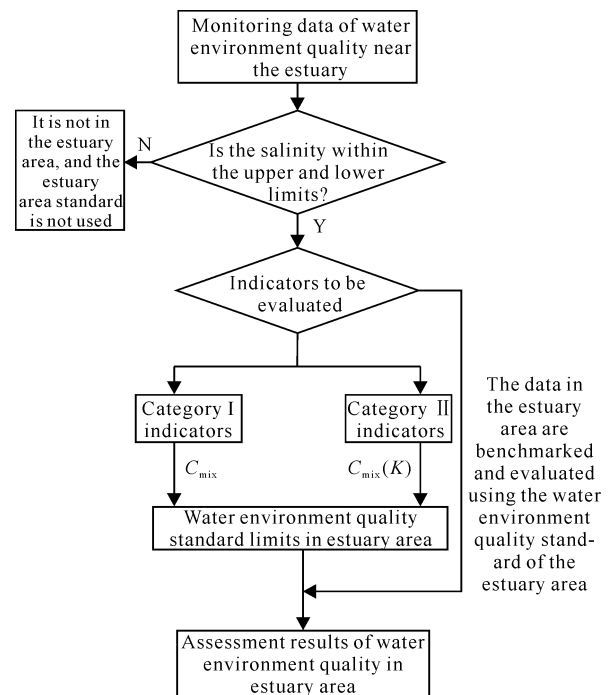 Monitoring data of water
environment quality near
the estuary
It is not in
the estuary
area, and the
estuary
area standard
is not used
N
Is the salinity within
the upper and lower
limits?
Y
Indicators to be
evaluated
Category I
indicators
Category II
indicators
C_mix
C_mix(K)
The data in
the estuary
area are
benchmarked
and evaluated
using the water
environment
quality stand-
ard of the
estuary area
Water environment quality
standard limits in estuary area
Assessment results of water
environment quality in
estuary area